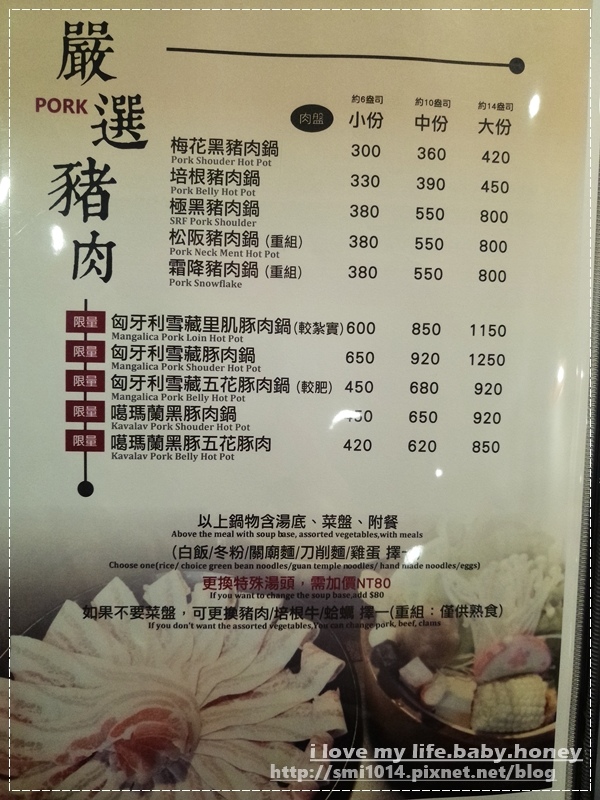 嚴選豬肉
PORK
肉盤
約6盎司 約10盎司 約14盎司
小份 中份 大份
梅花黑豬肉鍋 300 360 420
Pork Shouder Hot Pot
培根豬肉鍋 330 390 450
Pork Belly Hot Pot
極黑豬肉鍋 380 550 800
SRF Pork Shoulder
松阪豬肉鍋(重組) 380 550 800
Pork Neck Ment Hot Pot
霜降豬肉鍋(重組) 380 550 800
Pork Snowflake
限量 匈牙利雪藏里肌豚肉鍋(較紮實) 600 850 1150
Mangalica Pork Loin Hot Pot
限量 匈牙利雪藏豚肉鍋 650 920 1250
Mangalica Pork Shouder Hot Pot
限量 匈牙利雪藏五花豚肉鍋(較肥) 450 680 920
Mangalica Pork Belly Hot Pot
限量 噶瑪蘭黑豚肉鍋 650 920
Kavalav Pork Shouder Hot Pot
限量 噶瑪蘭黑豚五花豚肉 420 620 850
Kavalav Pork Belly Hot Pot
以上鍋物含湯底、菜盤、附餐
Above the meal with soup base, assorted vegetables,with meals
(白飯/冬粉/關廟麵/刀削麵/雞蛋 擇一
Choose one(rice/ choice green bean noodles/guan temple noodles/ hand made noodles/eggs)
更換特殊湯頭，需加價NT80
If you want to change the soup base,add $80
如果不要菜盤，可更換豬肉/培根牛/蛤蠣 擇一(重組：僅供熟食)
If you don't want the assorted vegetables,You can change pork, beef, clams
i love my life.baby.honey
http://smi1014.pixnet.net/blog